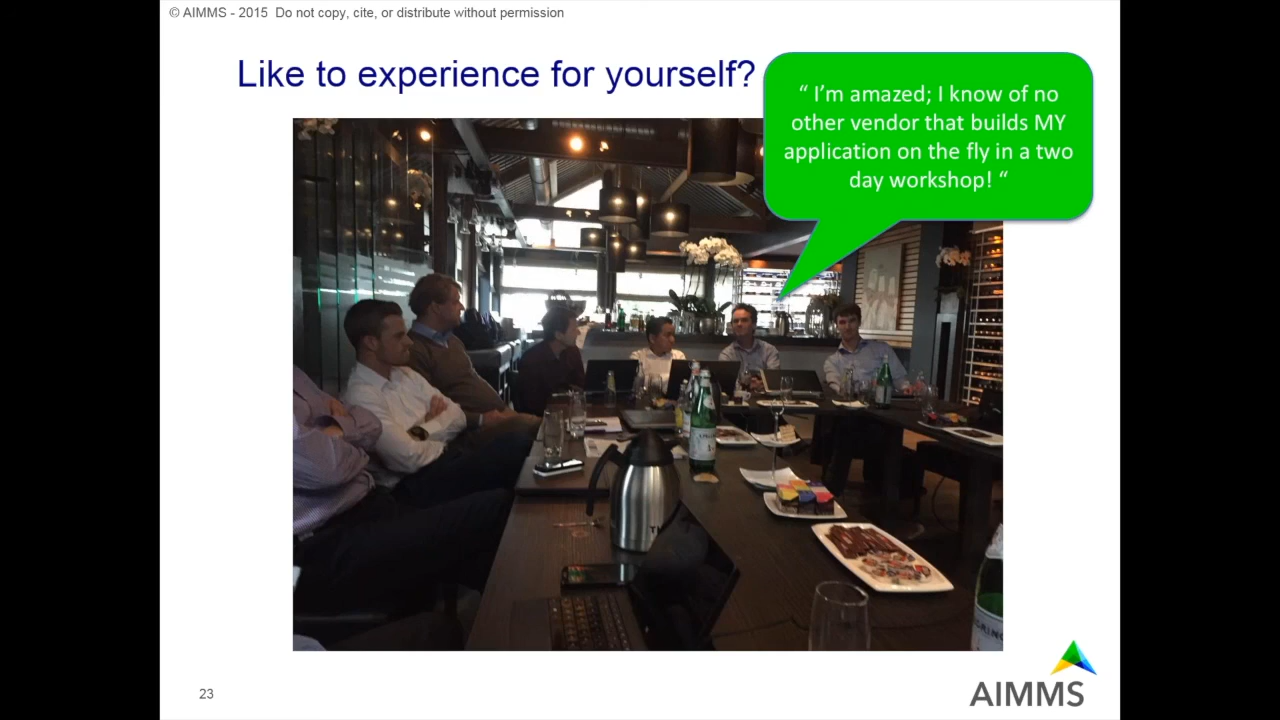 © AIMMS - 2015  Do not copy, cite, or distribute without permission
Like to experience for yourself?
“ I’m amazed; I know of no
other vendor that builds MY
application on the fly in a two
day workshop! “
23
AIMMS